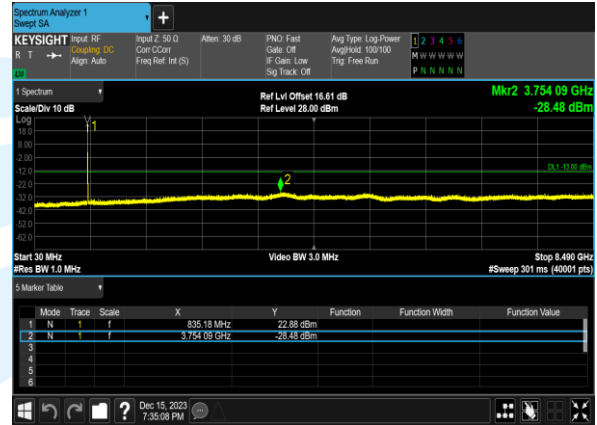 Spectrum Analyzer 1
Swept SA
+
KEYSIGHT Input: RF Input Z: 50 Ω Atten: 30 dB PNO: Fast Avg Type: Log-Power 1 2 3 4 5 6
R T Coupling: DC Corr CCorr Gate: Off Avg|Hold: 100/100 M W W W W W
Align: Auto Freq Ref: Int (S) IF Gain: Low Trig: Free Run
Sig Track: Off P N N N N N
1 Spectrum Ref Lvl Offset 16.61 dB Mkr2 3.754 09 GHz
Scale/Div 10 dB Ref Level 28.00 dBm -28.48 dBm
Log
1
18.0
8.00
-2.00
-12.0 DL1 -13.00 dBm
-22.0 2
-32.0
-42.0
-52.0
-62.0
Start 30 MHz Video BW 3.0 MHz Stop 8.490 GHz
#Res BW 1.0 MHz #Sweep 301 ms (40001 pts)
5 Marker Table
Mode Trace Scale X Y Function Function Width Function Value
1 N 1 f 835.18 MHz 22.88 dBm
2 N 1 f 3.754 09 GHz -28.48 dBm
3
4
5
6
? Dec 15, 2023
7:35:08 PM